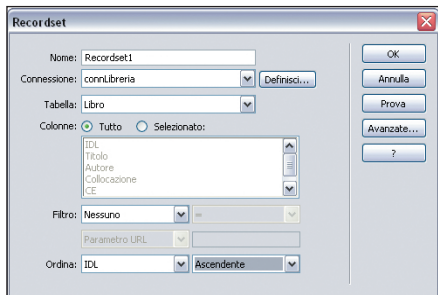 Recordset
Nome: Recordset1
OK
Connessione: connLibreria Definisci...
Annulla
Tabella: Libro
Prova
Colonne: Tutto Selezionato:
Avanzate...
IDL
?
Titolo
Autore
Collocazione
CE
Filtro: Nessuno =
Parametro URL
Ordina: IDL Ascendente